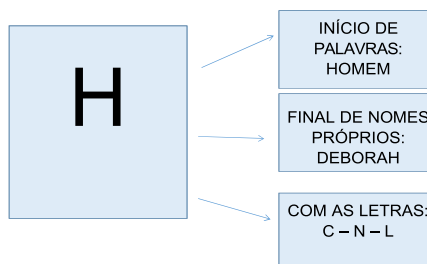 H
INÍCIO DE
PALAVRAS:
HOMEM
FINAL DE NOMES
PRÓPRIOS:
DEBORAH
COM AS LETRAS:
C – N – L